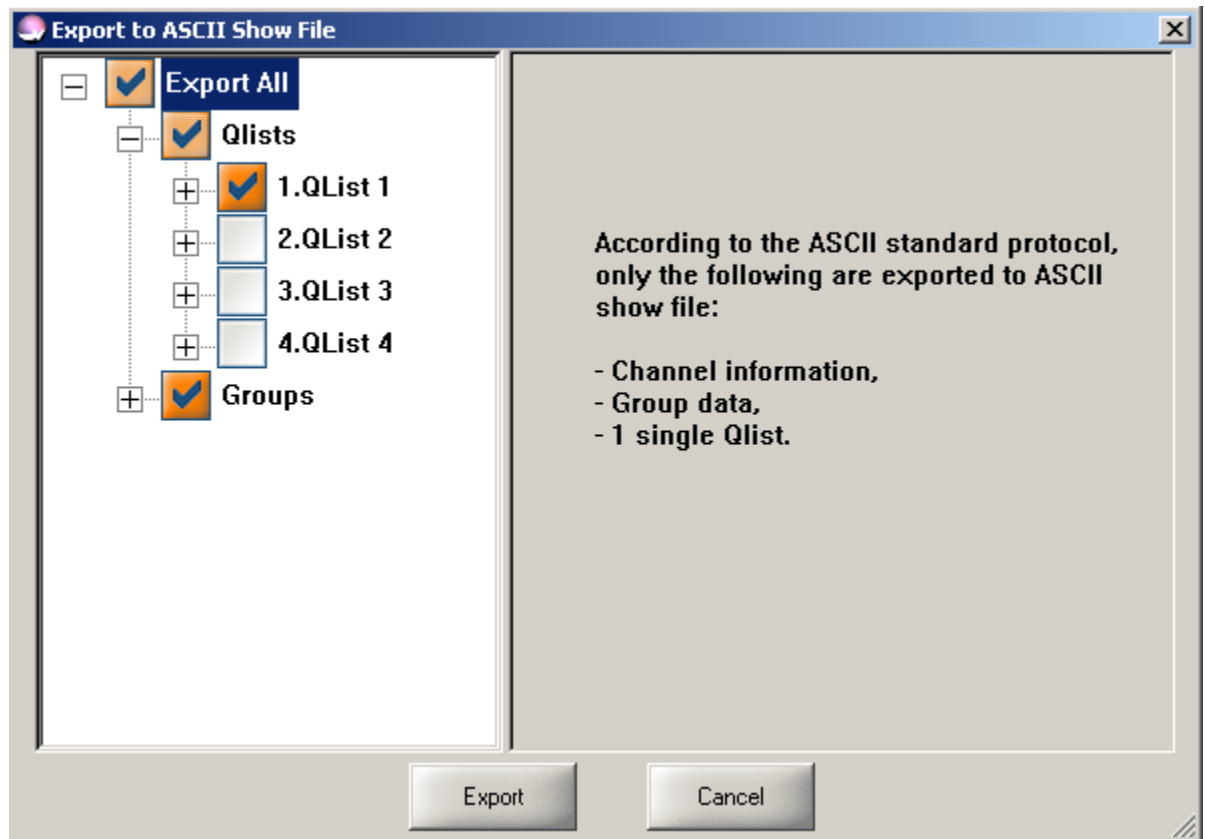 Export to ASCII Show File
Export All
Qlists
1.QList 1
2.QList 2
3.QList 3
4.QList 4
Groups
According to the ASCII standard protocol,
only the following are exported to ASCII
show file:
- Channel information,
- Group data,
- 1 single Qlist.
Export
Cancel